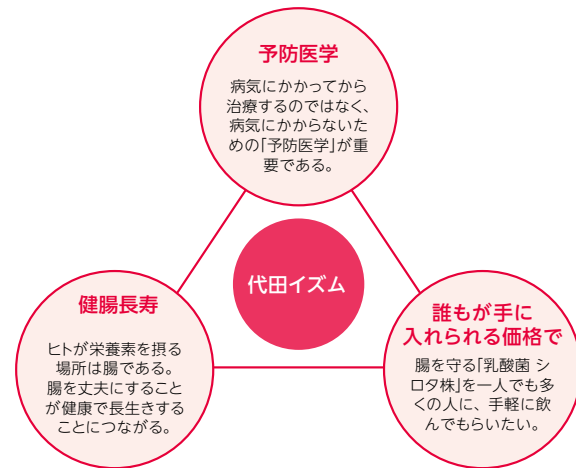 予防医学
病気にかかってから
治療するのではなく、
病気にかからないた
めの「予防医学」が重
要である。
代田イズム
健腸長寿
ヒトが栄養素を摂る
場所は腸である。
腸を丈夫にすること
が健康で長生きする
ことにつながる。
誰もが手に
入れられる価格で
腸を守る「乳酸菌 シ
ロタ株」を一人でも多
くの人に、手軽に飲
んでもらいたい。